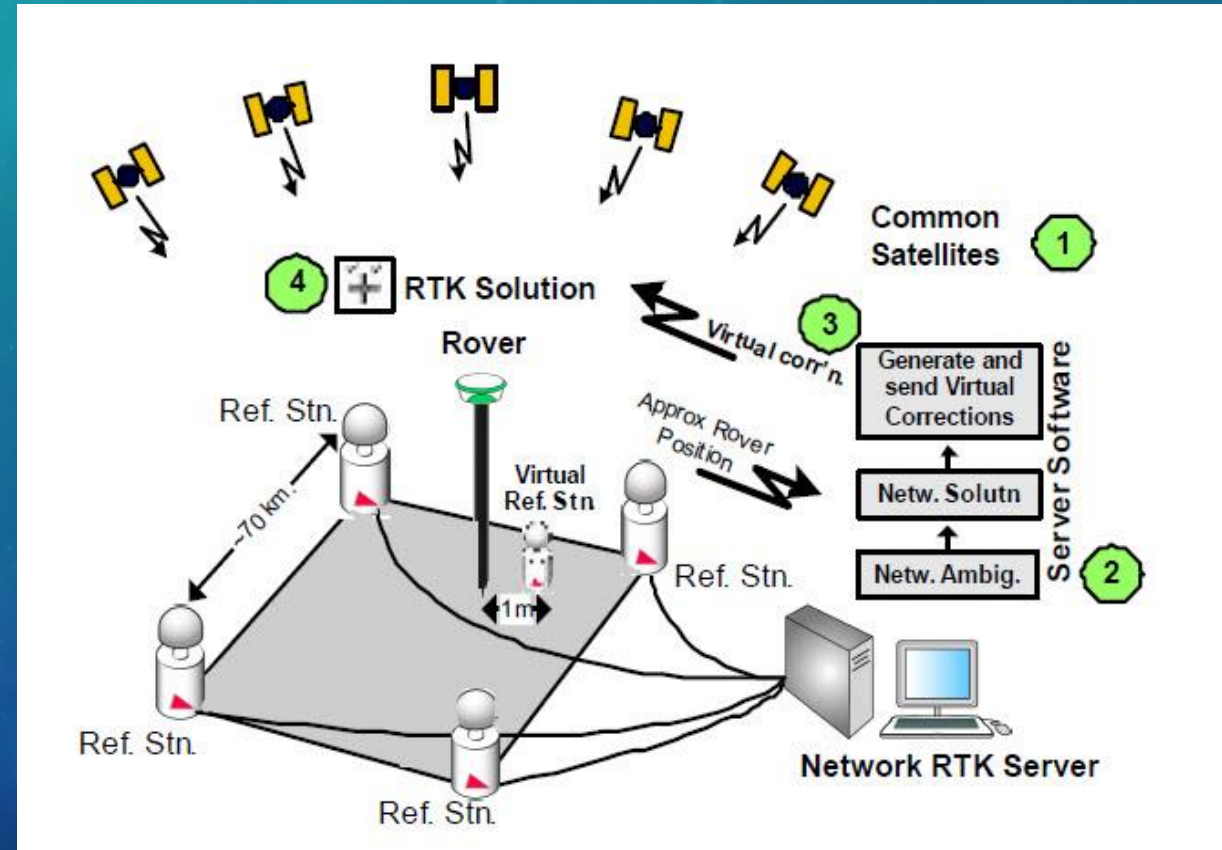 Common
Satellites
1
4
RTK Solution
3
Virtual corr'n.
Rover
Generate and
send Virtual
Corrections
Server Software
Ref. Stn.
Approx Rover
Position
~70 km.
Virtual
Ref. Stn
Netw. Solutn
Ref. Stn.
Netw. Ambig.
2
1m
Ref. Stn.
Network RTK Server
Ref. Stn.